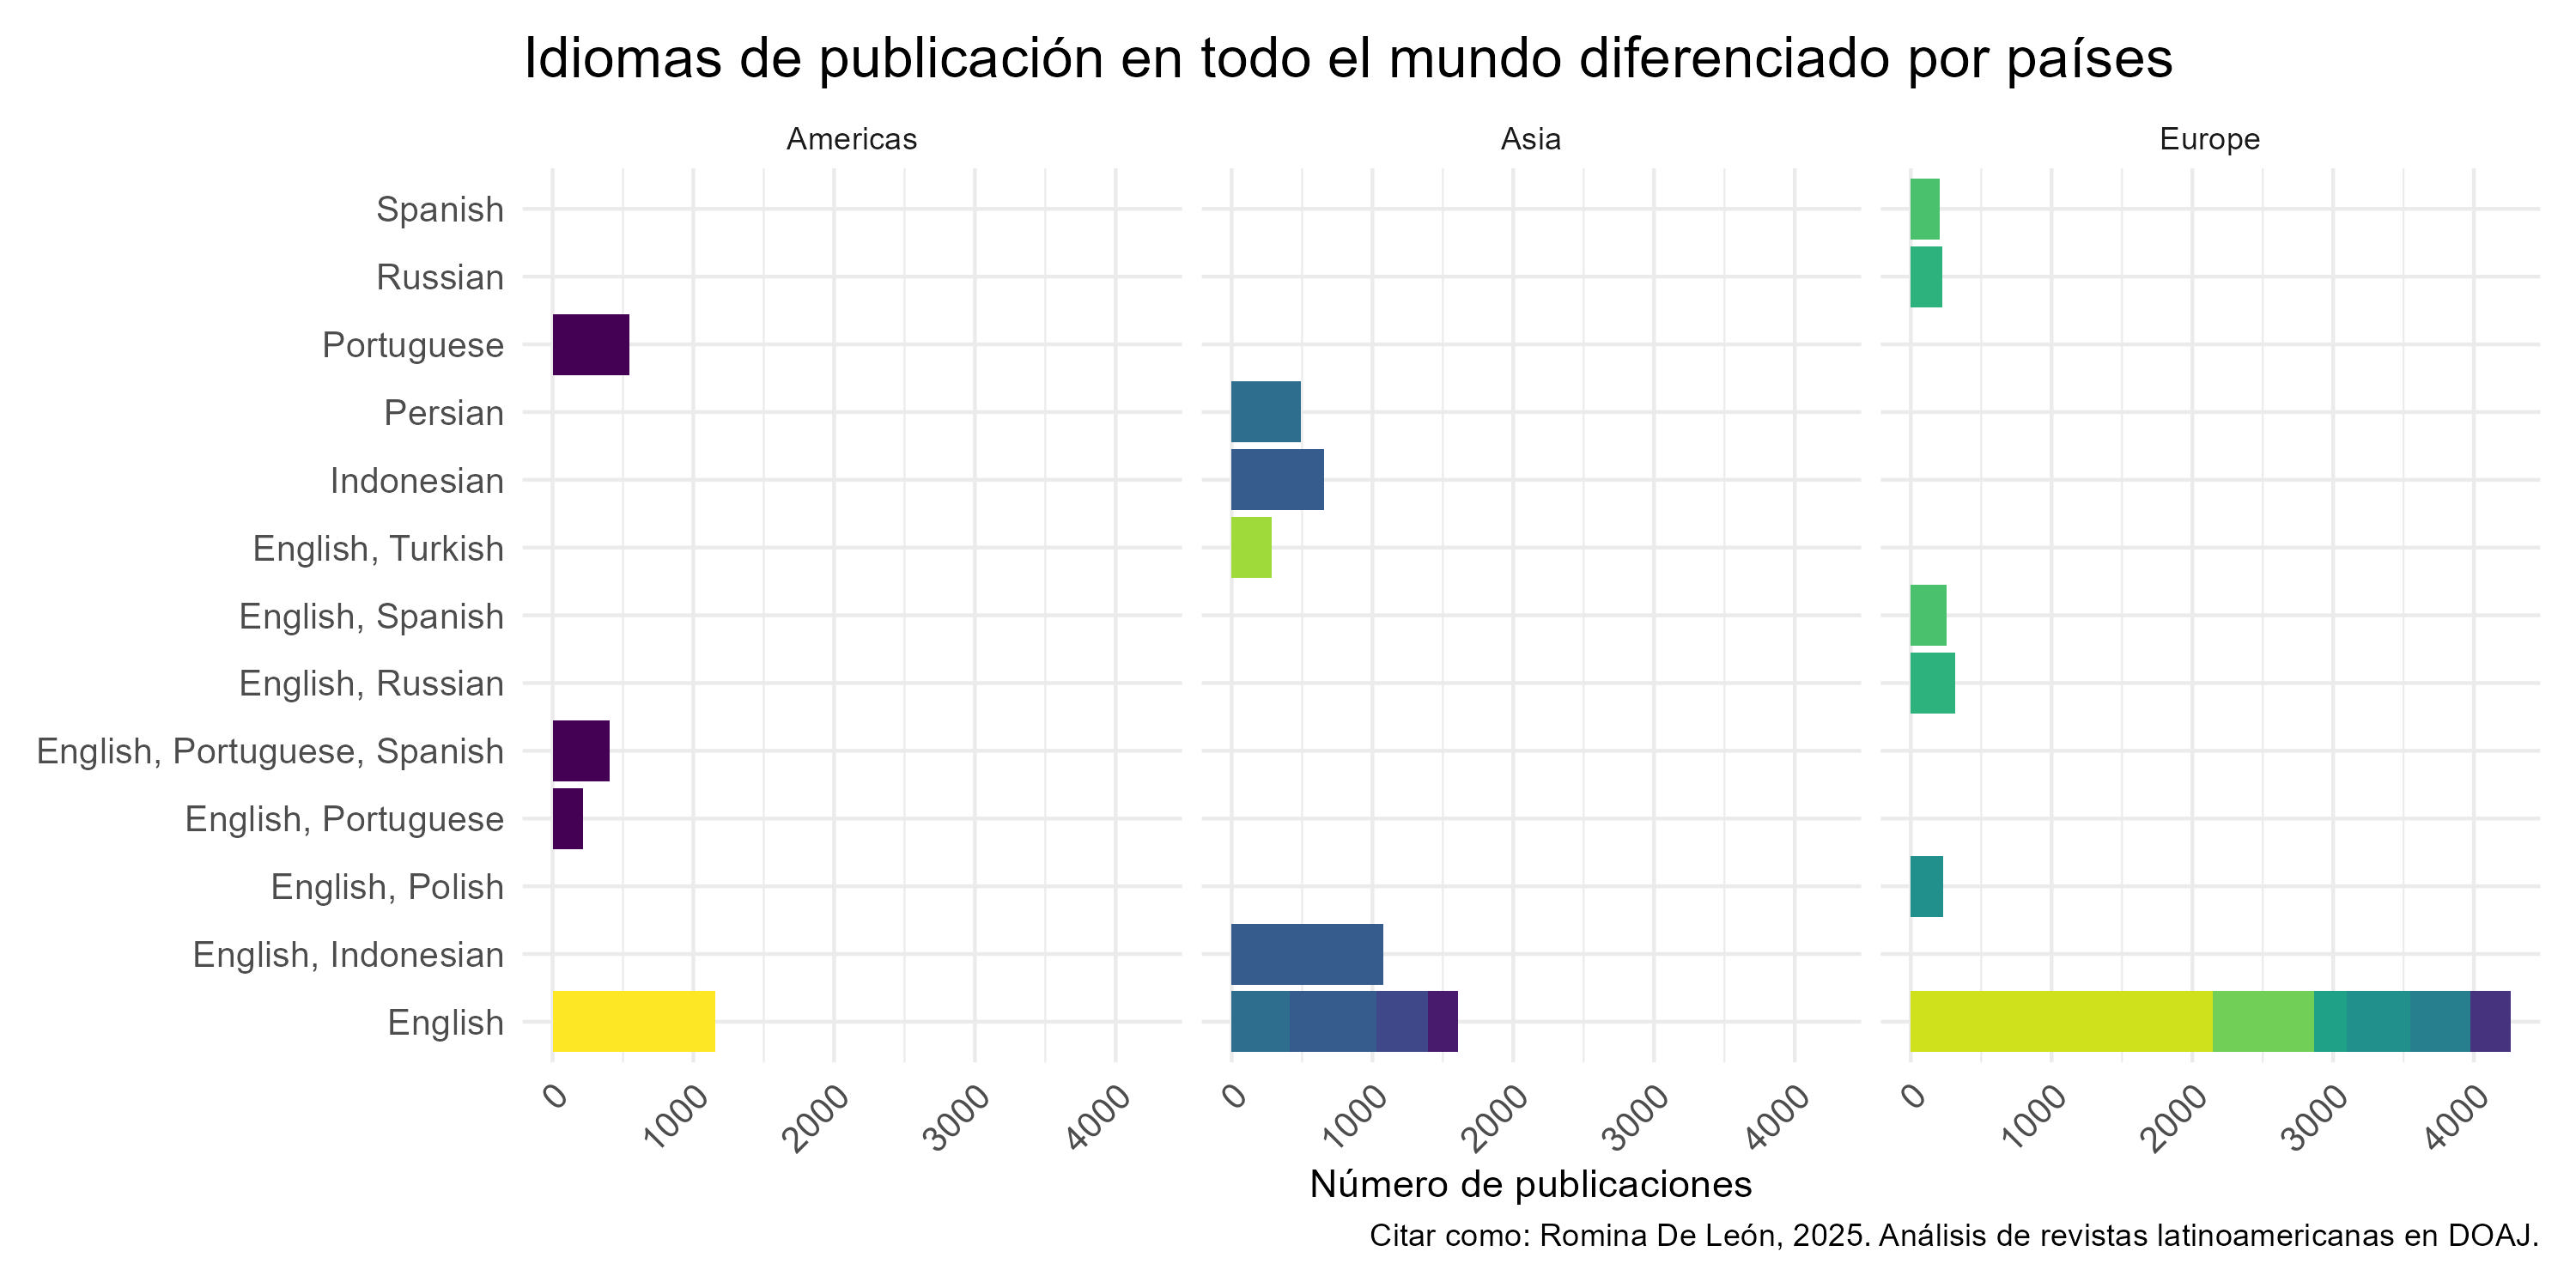 Idiomas de publicación en todo el mundo diferenciado por países
Americas
Asia
Europe
Spanish
Russian
Portuguese
Persian
Indonesian
English, Turkish
English, Spanish
English, Russian
English, Portuguese, Spanish
English, Portuguese
English, Polish
English, Indonesian
English
0 1000 2000 3000 4000
0 1000 2000 3000 4000
0 1000 2000 3000 4000
Número de publicaciones
Citar como: Romina De León, 2025. Análisis de revistas latinoamericanas en DOAJ.